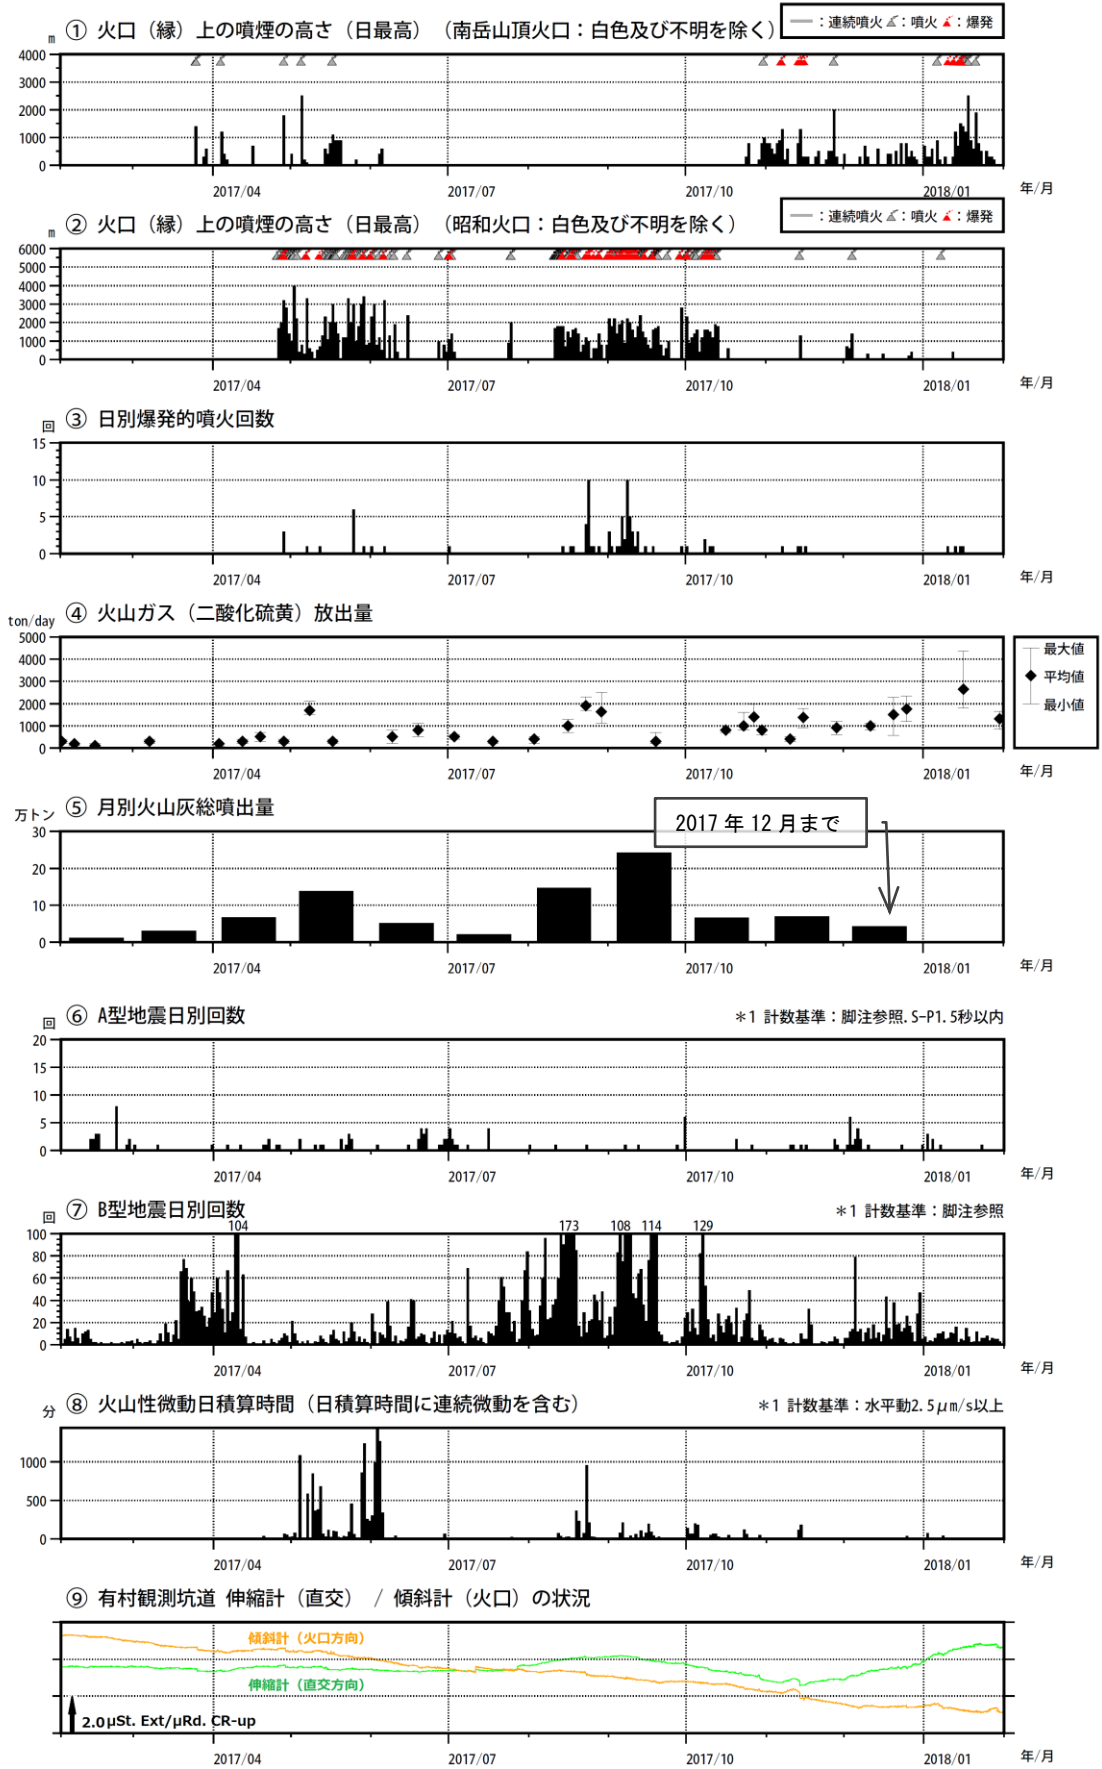 ① 火口（縁）上の噴煙の高さ（日最高）（南岳山頂火口：白色及び不明を除く）
：連続噴火 ：噴火 ：爆発
m
4000
3000
2000
1000
0
2017/04 2017/07 2017/10 2018/01 年/月
② 火口（縁）上の噴煙の高さ（日最高）（昭和火口：白色及び不明を除く）
：連続噴火 ：噴火 ：爆発
m
6000
5000
4000
3000
2000
1000
0
2017/04 2017/07 2017/10 2018/01 年/月
③ 日別爆発的噴火回数
回
15
10
5
0
2017/04 2017/07 2017/10 2018/01 年/月
④ 火山ガス（二酸化硫黄）放出量
ton/day
5000
4000
3000
2000
1000
0
最大値
平均値
最小値
2017/04 2017/07 2017/10 2018/01 年/月
⑤ 月別火山灰総噴出量
万トン
2017 年 12 月まで
30
20
10
0
2017/04 2017/07 2017/10 2018/01 年/月
⑥ A型地震日別回数
＊1 計数基準：脚注参照. S-P1.5秒以内
回
20
15
10
5
0
2017/04 2017/07 2017/10 2018/01 年/月
⑦ B型地震日別回数
＊1 計数基準：脚注参照
回
104 173 108 114 129
100
80
60
40
20
0
2017/04 2017/07 2017/10 2018/01 年/月
⑧ 火山性微動日積算時間（日積算時間に連続微動を含む）
＊1 計数基準：水平動2.5μm/s以上
分
1000
500
0
2017/04 2017/07 2017/10 2018/01 年/月
⑨ 有村観測坑道 伸縮計（直交） / 傾斜計（火口）の状況
傾斜計（火口方向）
伸縮計（直交方向）
2.0μSt. Ext/μRd. CR-up
2017/04 2017/07 2017/10 2018/01 年/月